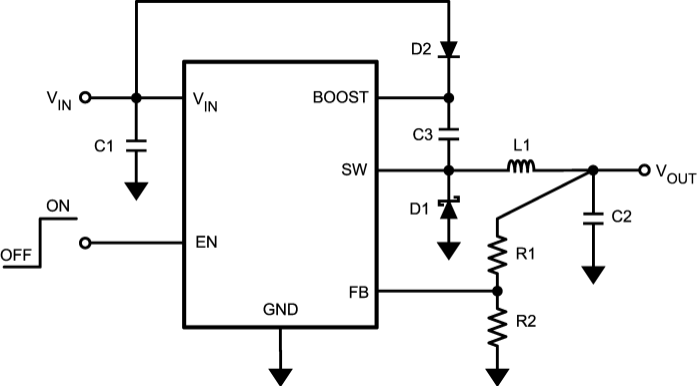 D2
VIN
VIN
BOOST
C1
C3
SW
L1
VOUT
D1
ON
OFF
EN
C2
R1
FB
GND
R2